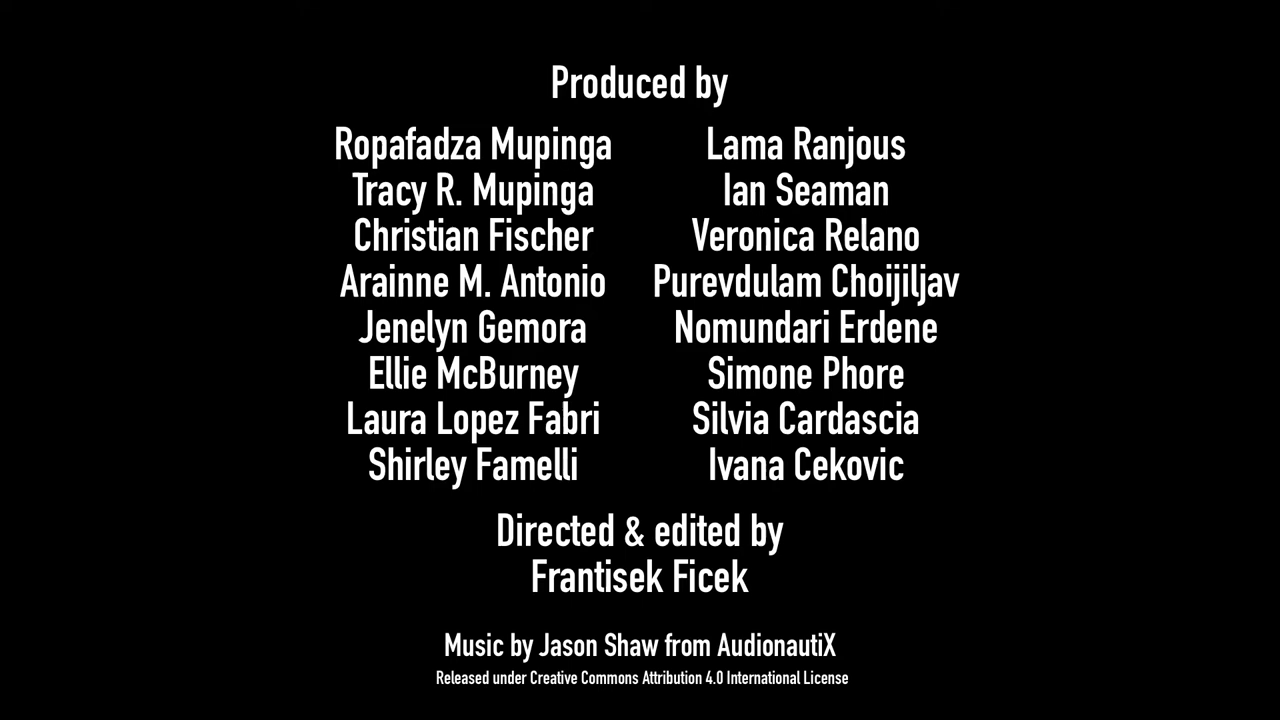 Produced by
Ropafadza Mupinga
Tracy R. Mupinga
Christian Fischer
Arainne M. Antonio
Jenelyn Gemora
Ellie McBurney
Laura Lopez Fabri
Shirley Famelli
Lama Ranjous
Ian Seaman
Veronica Relano
Purevdulam Choijiljav
Nomundari Erdene
Simone Phore
Silvia Cardascia
Ivana Cekovic
Directed & edited by
Frantisek Ficek
Music by Jason Shaw from AudionautiX
Released under Creative Commons Attribution 4.0 International License